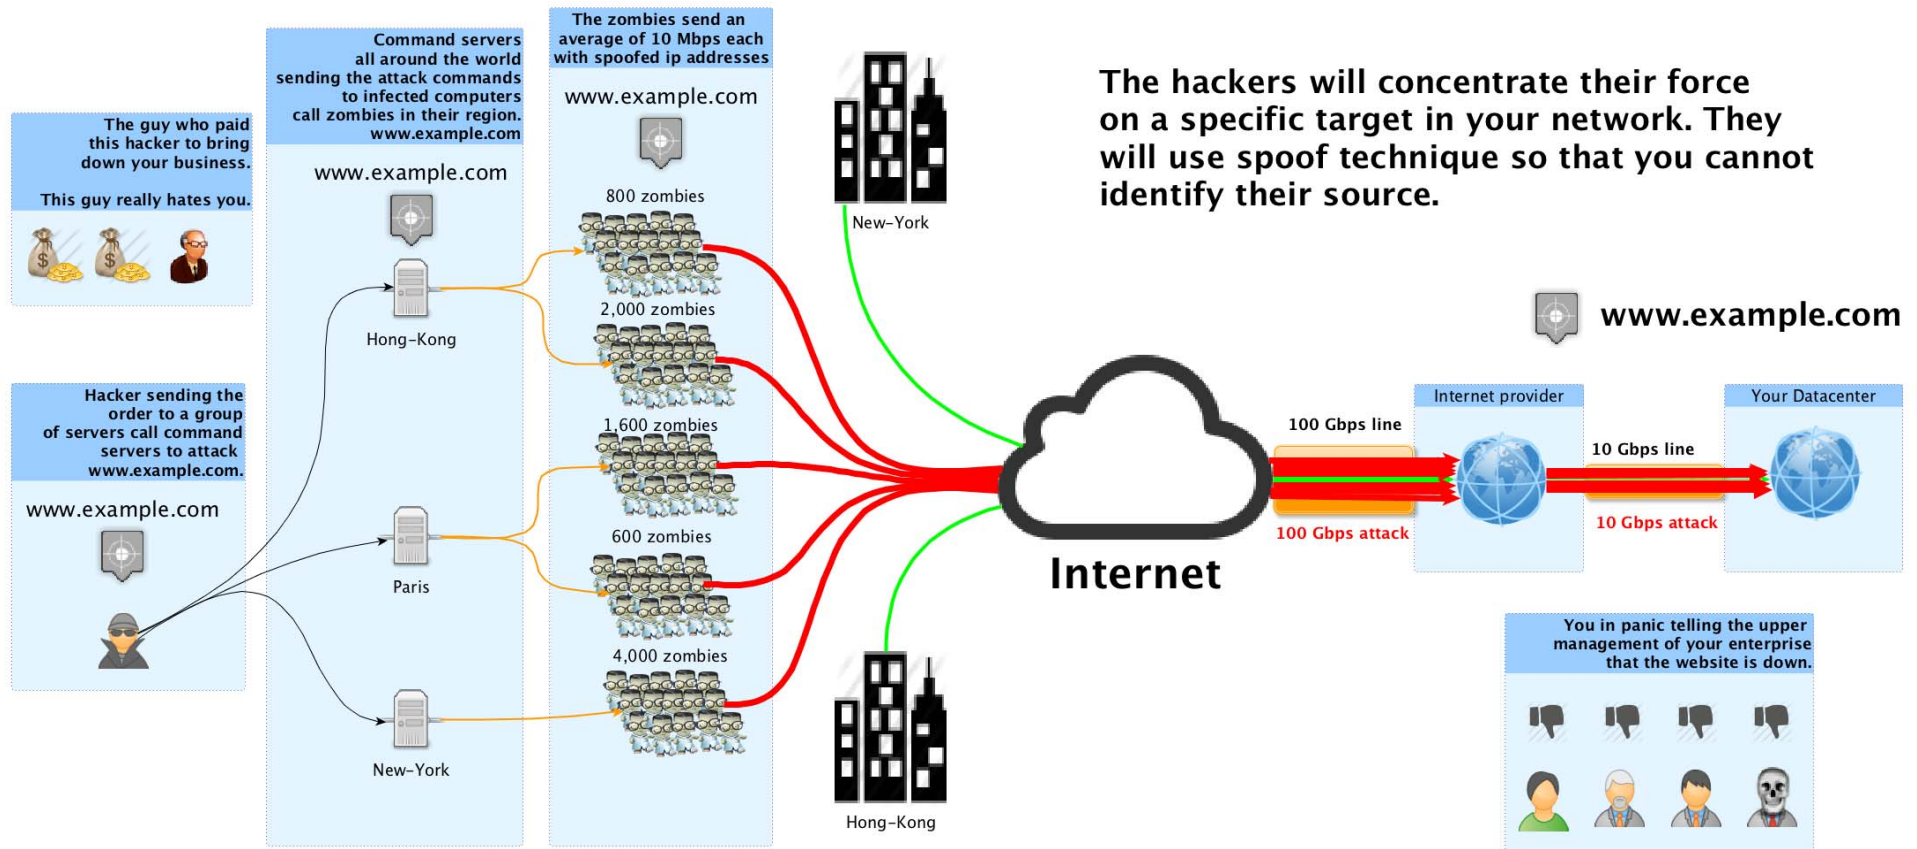 The guy who paid
this hacker to bring
down your business.
This guy really hates you.
Hacker sending the
order to a group
of servers call command
servers to attack
www.example.com.
www.example.com
Command servers
all around the world
sending the attack commands
to infected computers
call zombies in their region.
www.example.com
www.example.com
Hong-Kong
Paris
New-York
The zombies send an
average of 10 Mbps each
with spoofed ip addresses
www.example.com
800 zombies
2,000 zombies
1,600 zombies
600 zombies
4,000 zombies
New-York
Hong-Kong
The hackers will concentrate their force
on a specific target in your network. They
will use spoof technique so that you cannot
identify their source.
Internet
www.example.com
100 Gbps line
100 Gbps attack
Internet provider
10 Gbps line
10 Gbps attack
Your Datacenter
You in panic telling the upper
management of your enterprise
that the website is down.